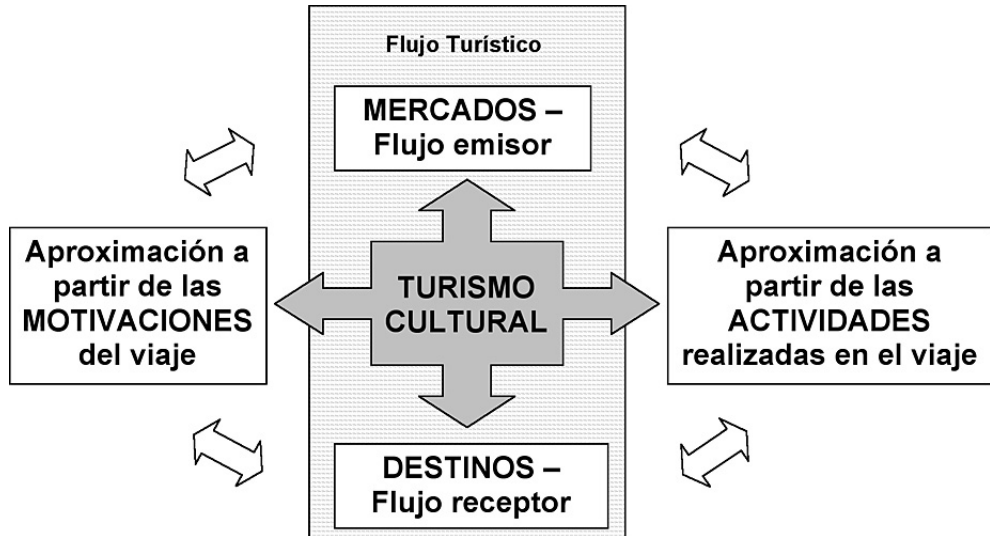 Flujo Turístico
MERCADOS –
Flujo emisor
Aproximación a
partir de las
MOTIVACIONES
del viaje
TURISMO
CULTURAL
Aproximación a
partir de las
ACTIVIDADES
realizadas en el viaje
DESTINOS –
Flujo receptor